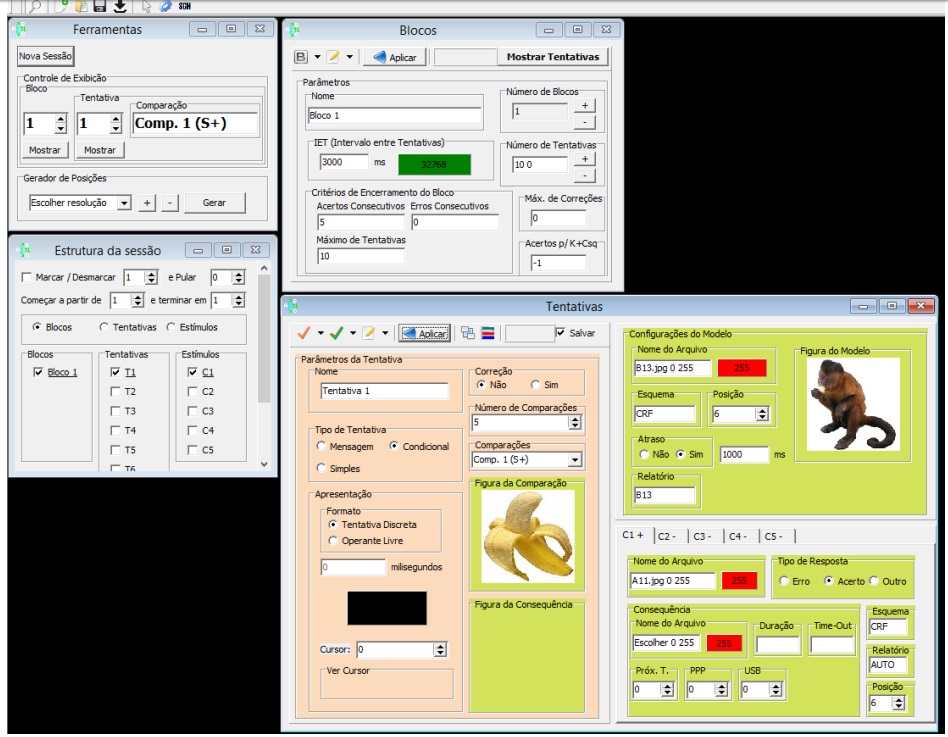 SCH
Ferramentas
Nova Sessão
Controle de Exibição
Bloco
Tentativa
Comparação
1
1
Comp. 1 (S+)
Mostrar
Mostrar
Gerador de Posições
Escolher resolução
+
-
Gerar
Estrutura da sessão
Marcar / Desmarcar 1 e Pular 0
Começar a partir de 1 e terminar em 1
Blocos Tentativas Estímulos
Blocos Tentativas Estímulos
Bloco 1 T1 C1
T2 C2
T3 C3
T4 C4
T5 C5
T6
Blocos
B Aplicar Mostrar Tentativas
Parâmetros
Nome
Bloco 1
Número de Blocos
1
+
-
IET (Intervalo entre Tentativas)
3000 ms 32768
Número de Tentativas
10 0
+
-
Critérios de Encerramento do Bloco
Acertos Consecutivos Erros Consecutivos
5 0
Máximo de Tentativas
10
Máx. de Correções
0
Acertos p/ K+Csq
-1
Tentativas
Aplicar Salvar
Parâmetros da Tentativa
Nome
Tentativa 1
Tipo de Tentativa
Mensagem Condicional
Simples
Apresentação
Formato
Tentativa Discreta
Operante Livre
0 milisegundos
Cursor: 0
Ver Cursor
Correção
Não Sim
Número de Comparações
5
Comparações
Comp. 1 (S+)
Figura da Comparação
Figura da Consequência
Configurações do Modelo
Nome do Arquivo
B13.jpg 0 255 255
Esquema
CRF
Posição
6
Atraso
Não Sim 1000 ms
Relatório
B13
Figura do Modelo
C1 + C2 - C3 - C4 - C5 -
Nome do Arquivo
A11.jpg 0 255 255
Tipo de Resposta
Erro Acerto Outro
Consequência
Nome do Arquivo
Escolher 0 255 255
Duração
Time-Out
Próx. T.
0
PPP
0
USB
0
Esquema
CRF
Relatório
AUTO
Posição
6